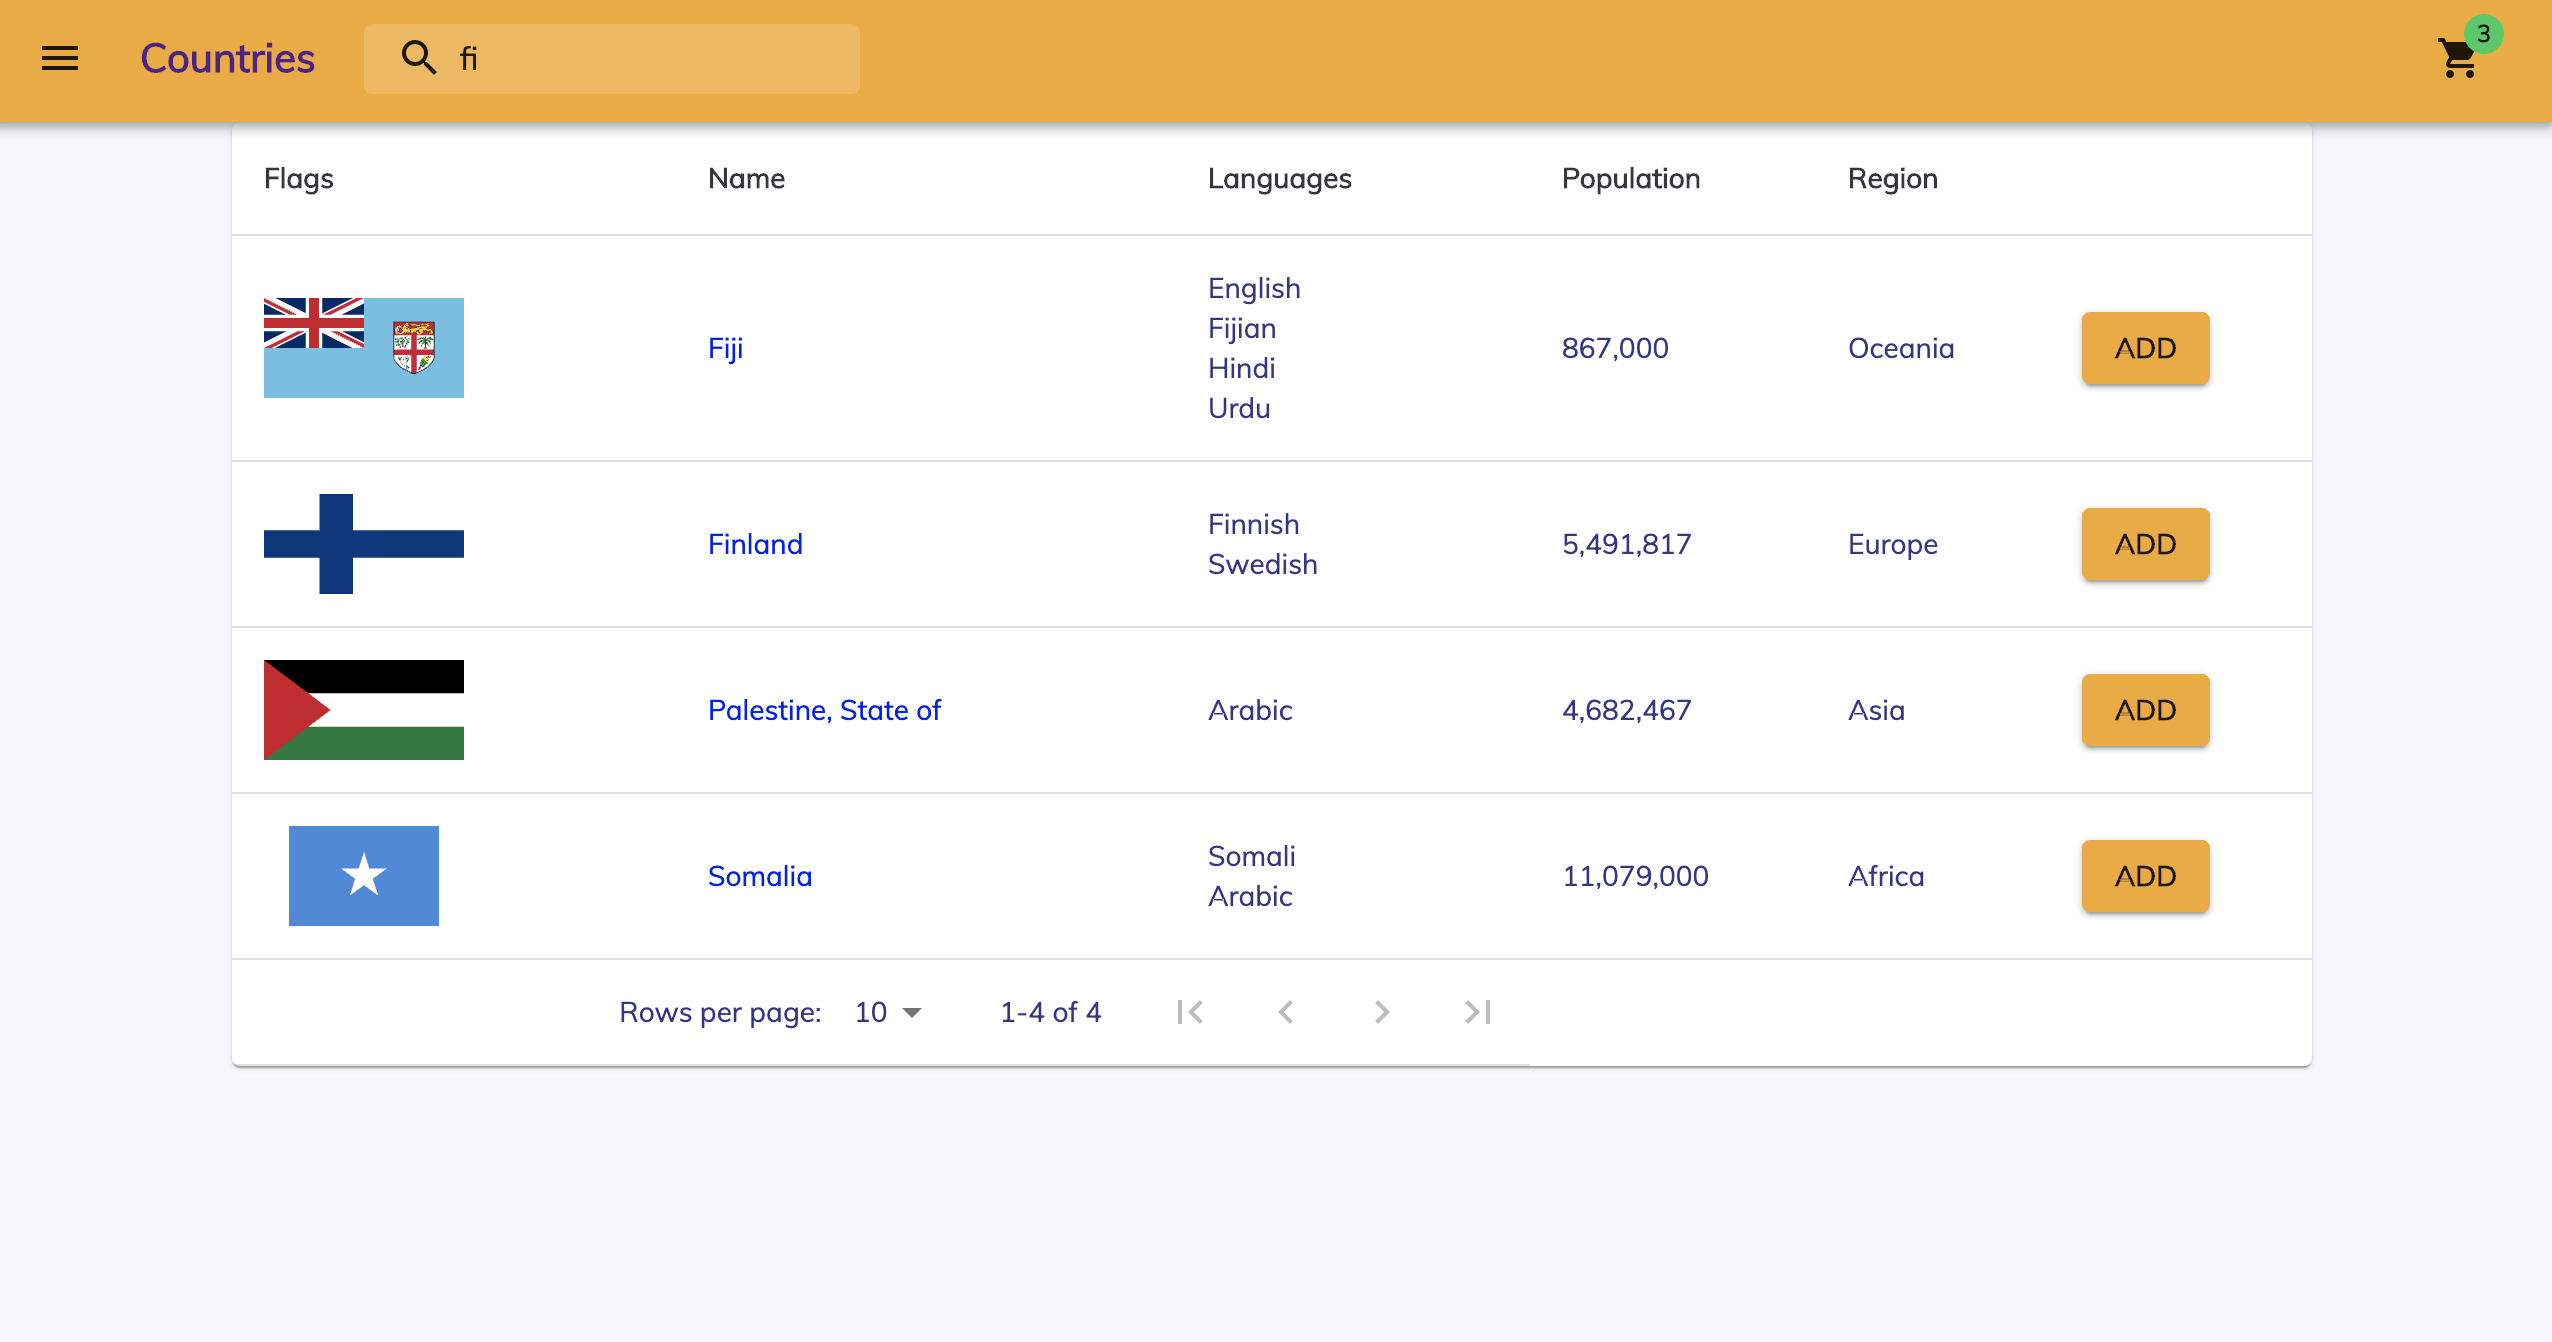 Countries
fi
3
Flags Name Languages Population Region
English
Fijian
Fiji 867,000 Oceania ADD
Hindi
Urdu
Finnish
Finland 5,491,817 Europe ADD
Swedish
Palestine, State of Arabic 4,682,467 Asia ADD
Somali
Somalia 11,079,000 Africa ADD
Arabic
Rows per page: 10 1-4 of 4